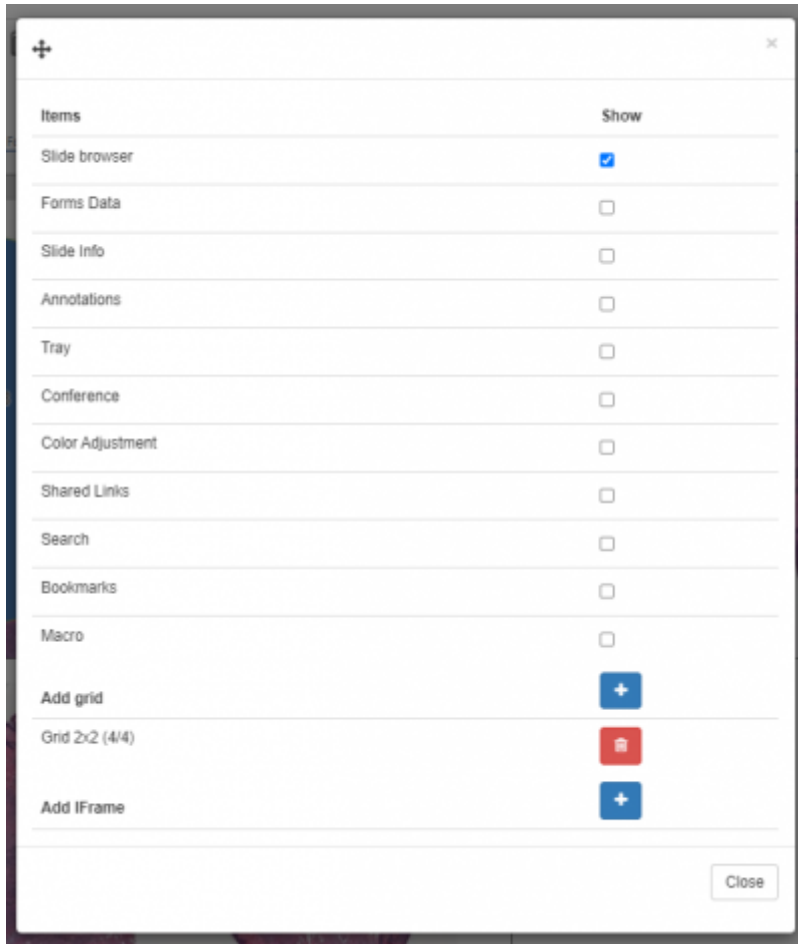 Items Show
Slide browser
Forms Data
Slide Info
Annotations
Tray
Conference
Color Adjustment
Shared Links
Search
Bookmarks
Macro
Add grid
Grid 2x2 (4/4)
Add IFrame
Close